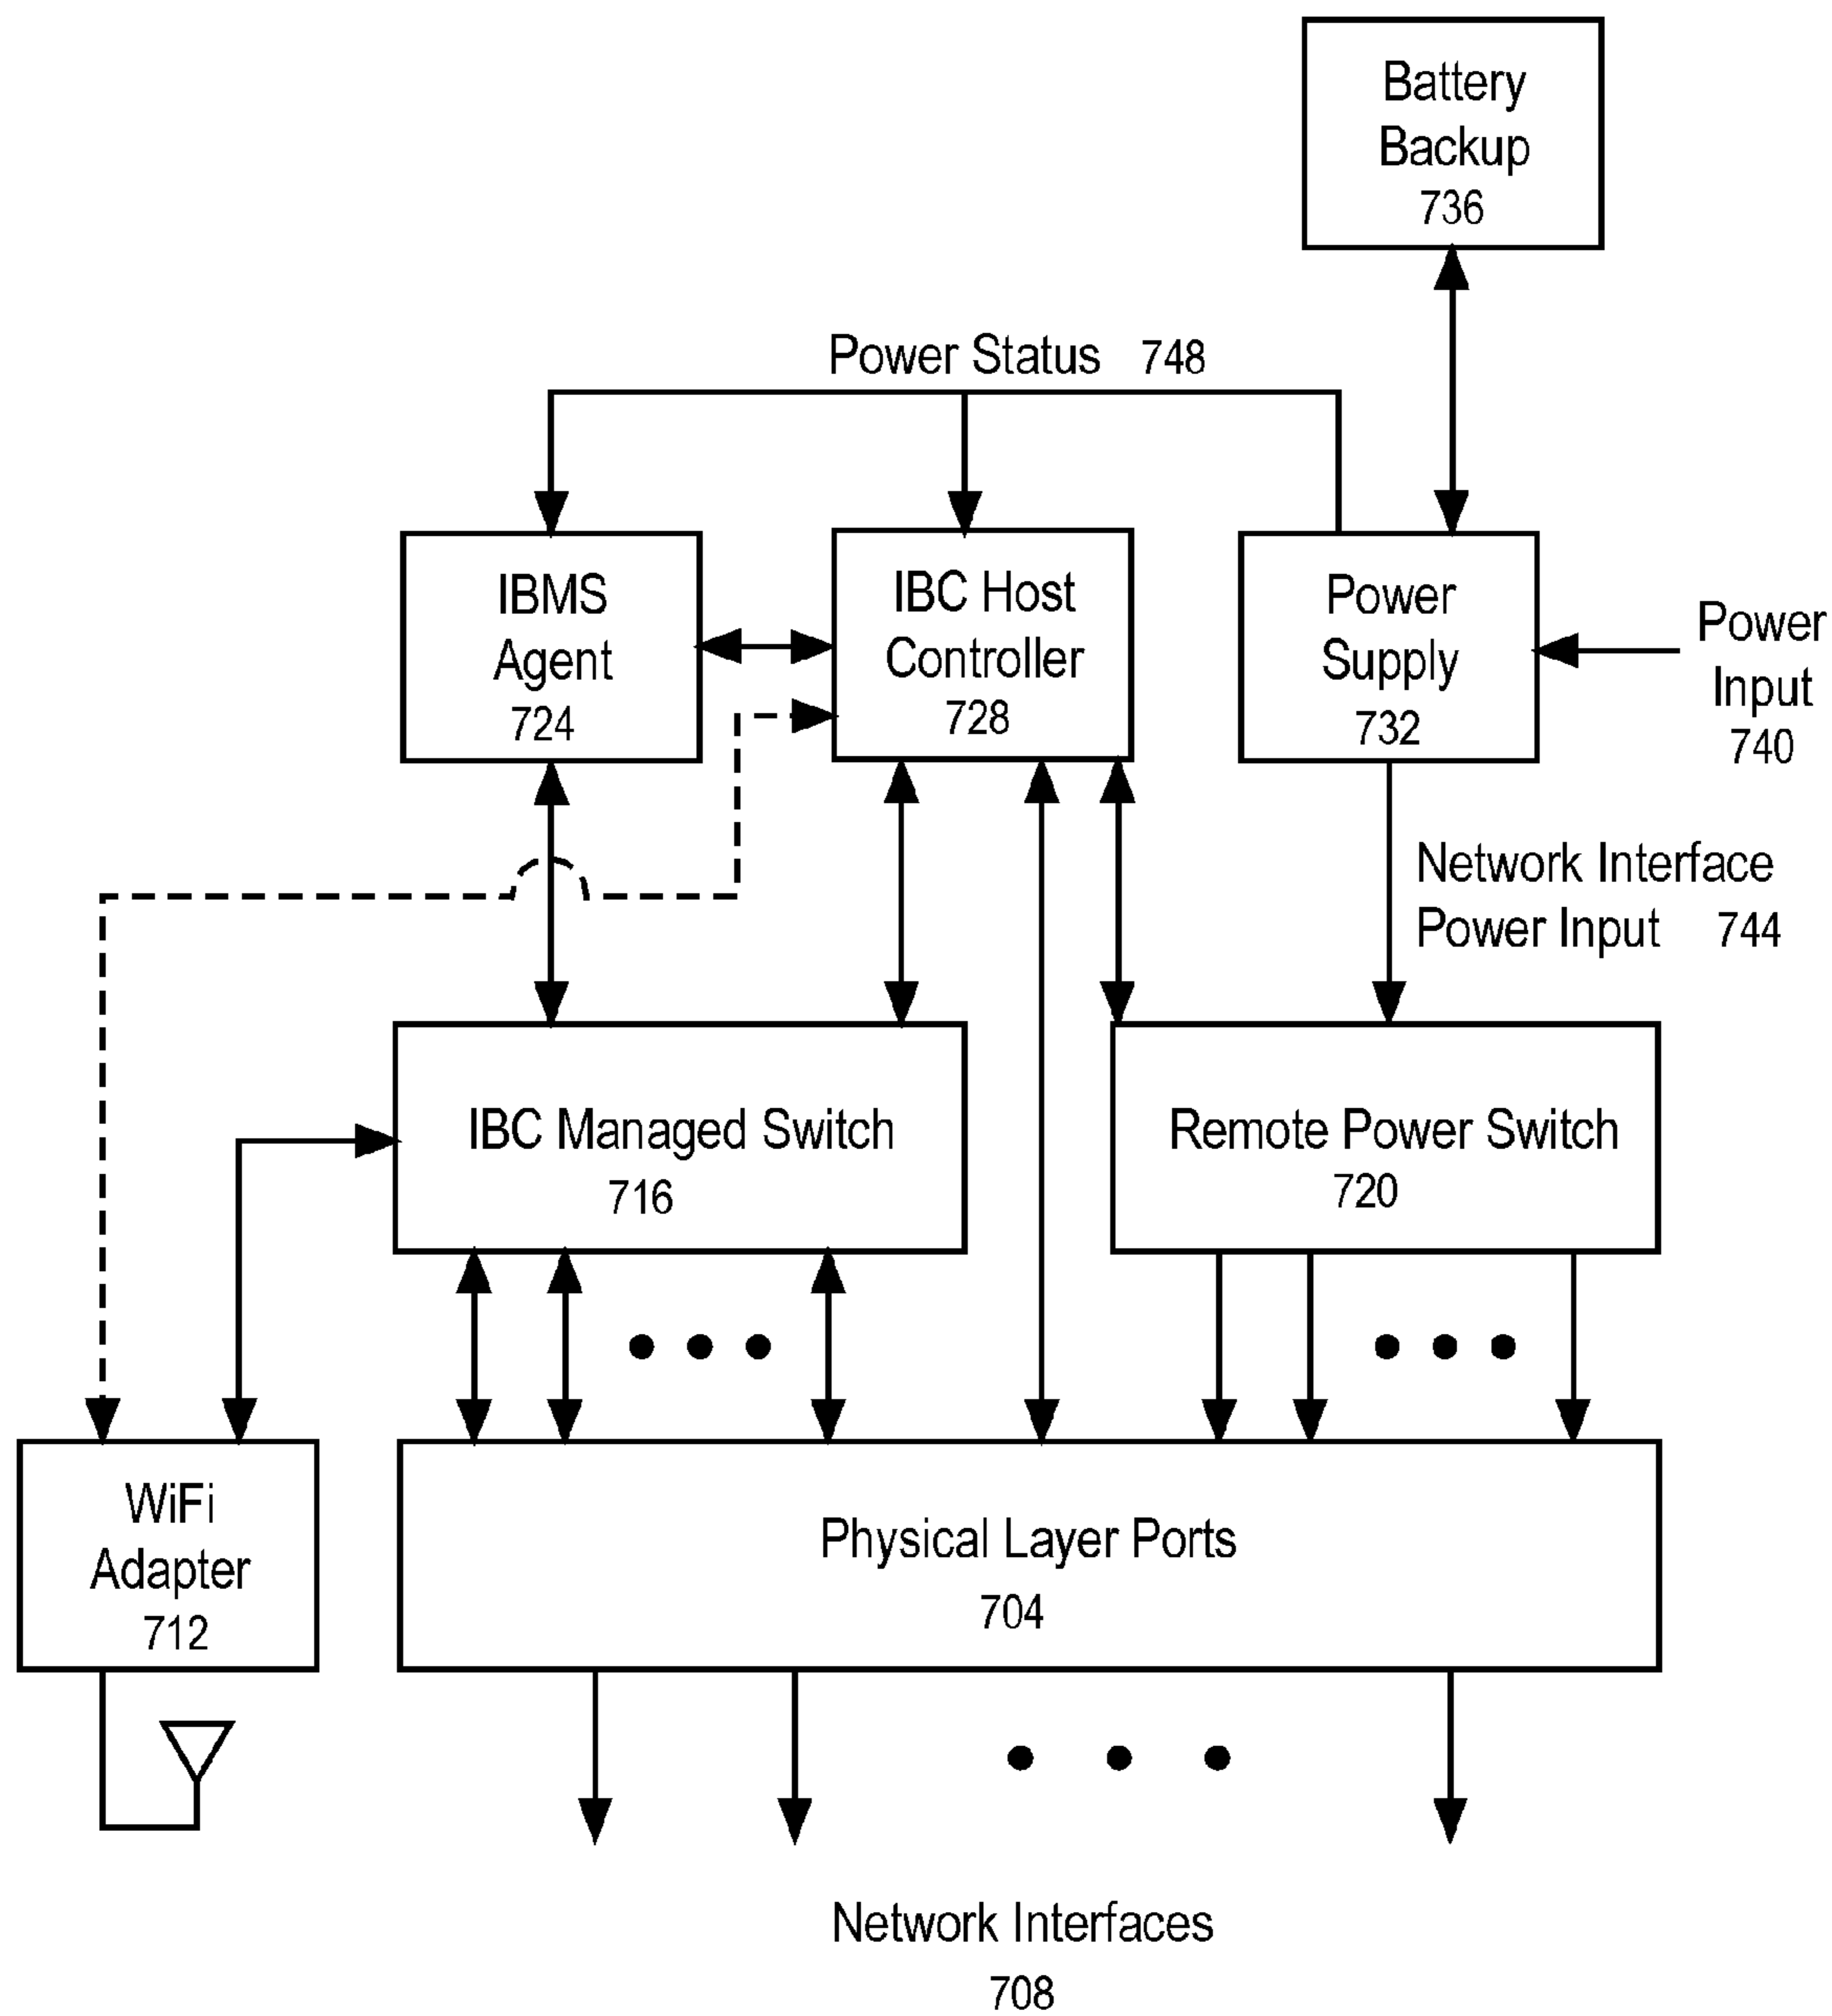 Battery
Backup
736
Power Status 748
IBMS
Agent
724
IBC Host
Controller
728
Power
Supply
732
Power
Input
740
Network Interface
Power Input 744
IBC Managed Switch
716
Remote Power Switch
720
WiFi
Adapter
712
Physical Layer Ports
704
Network Interfaces
708